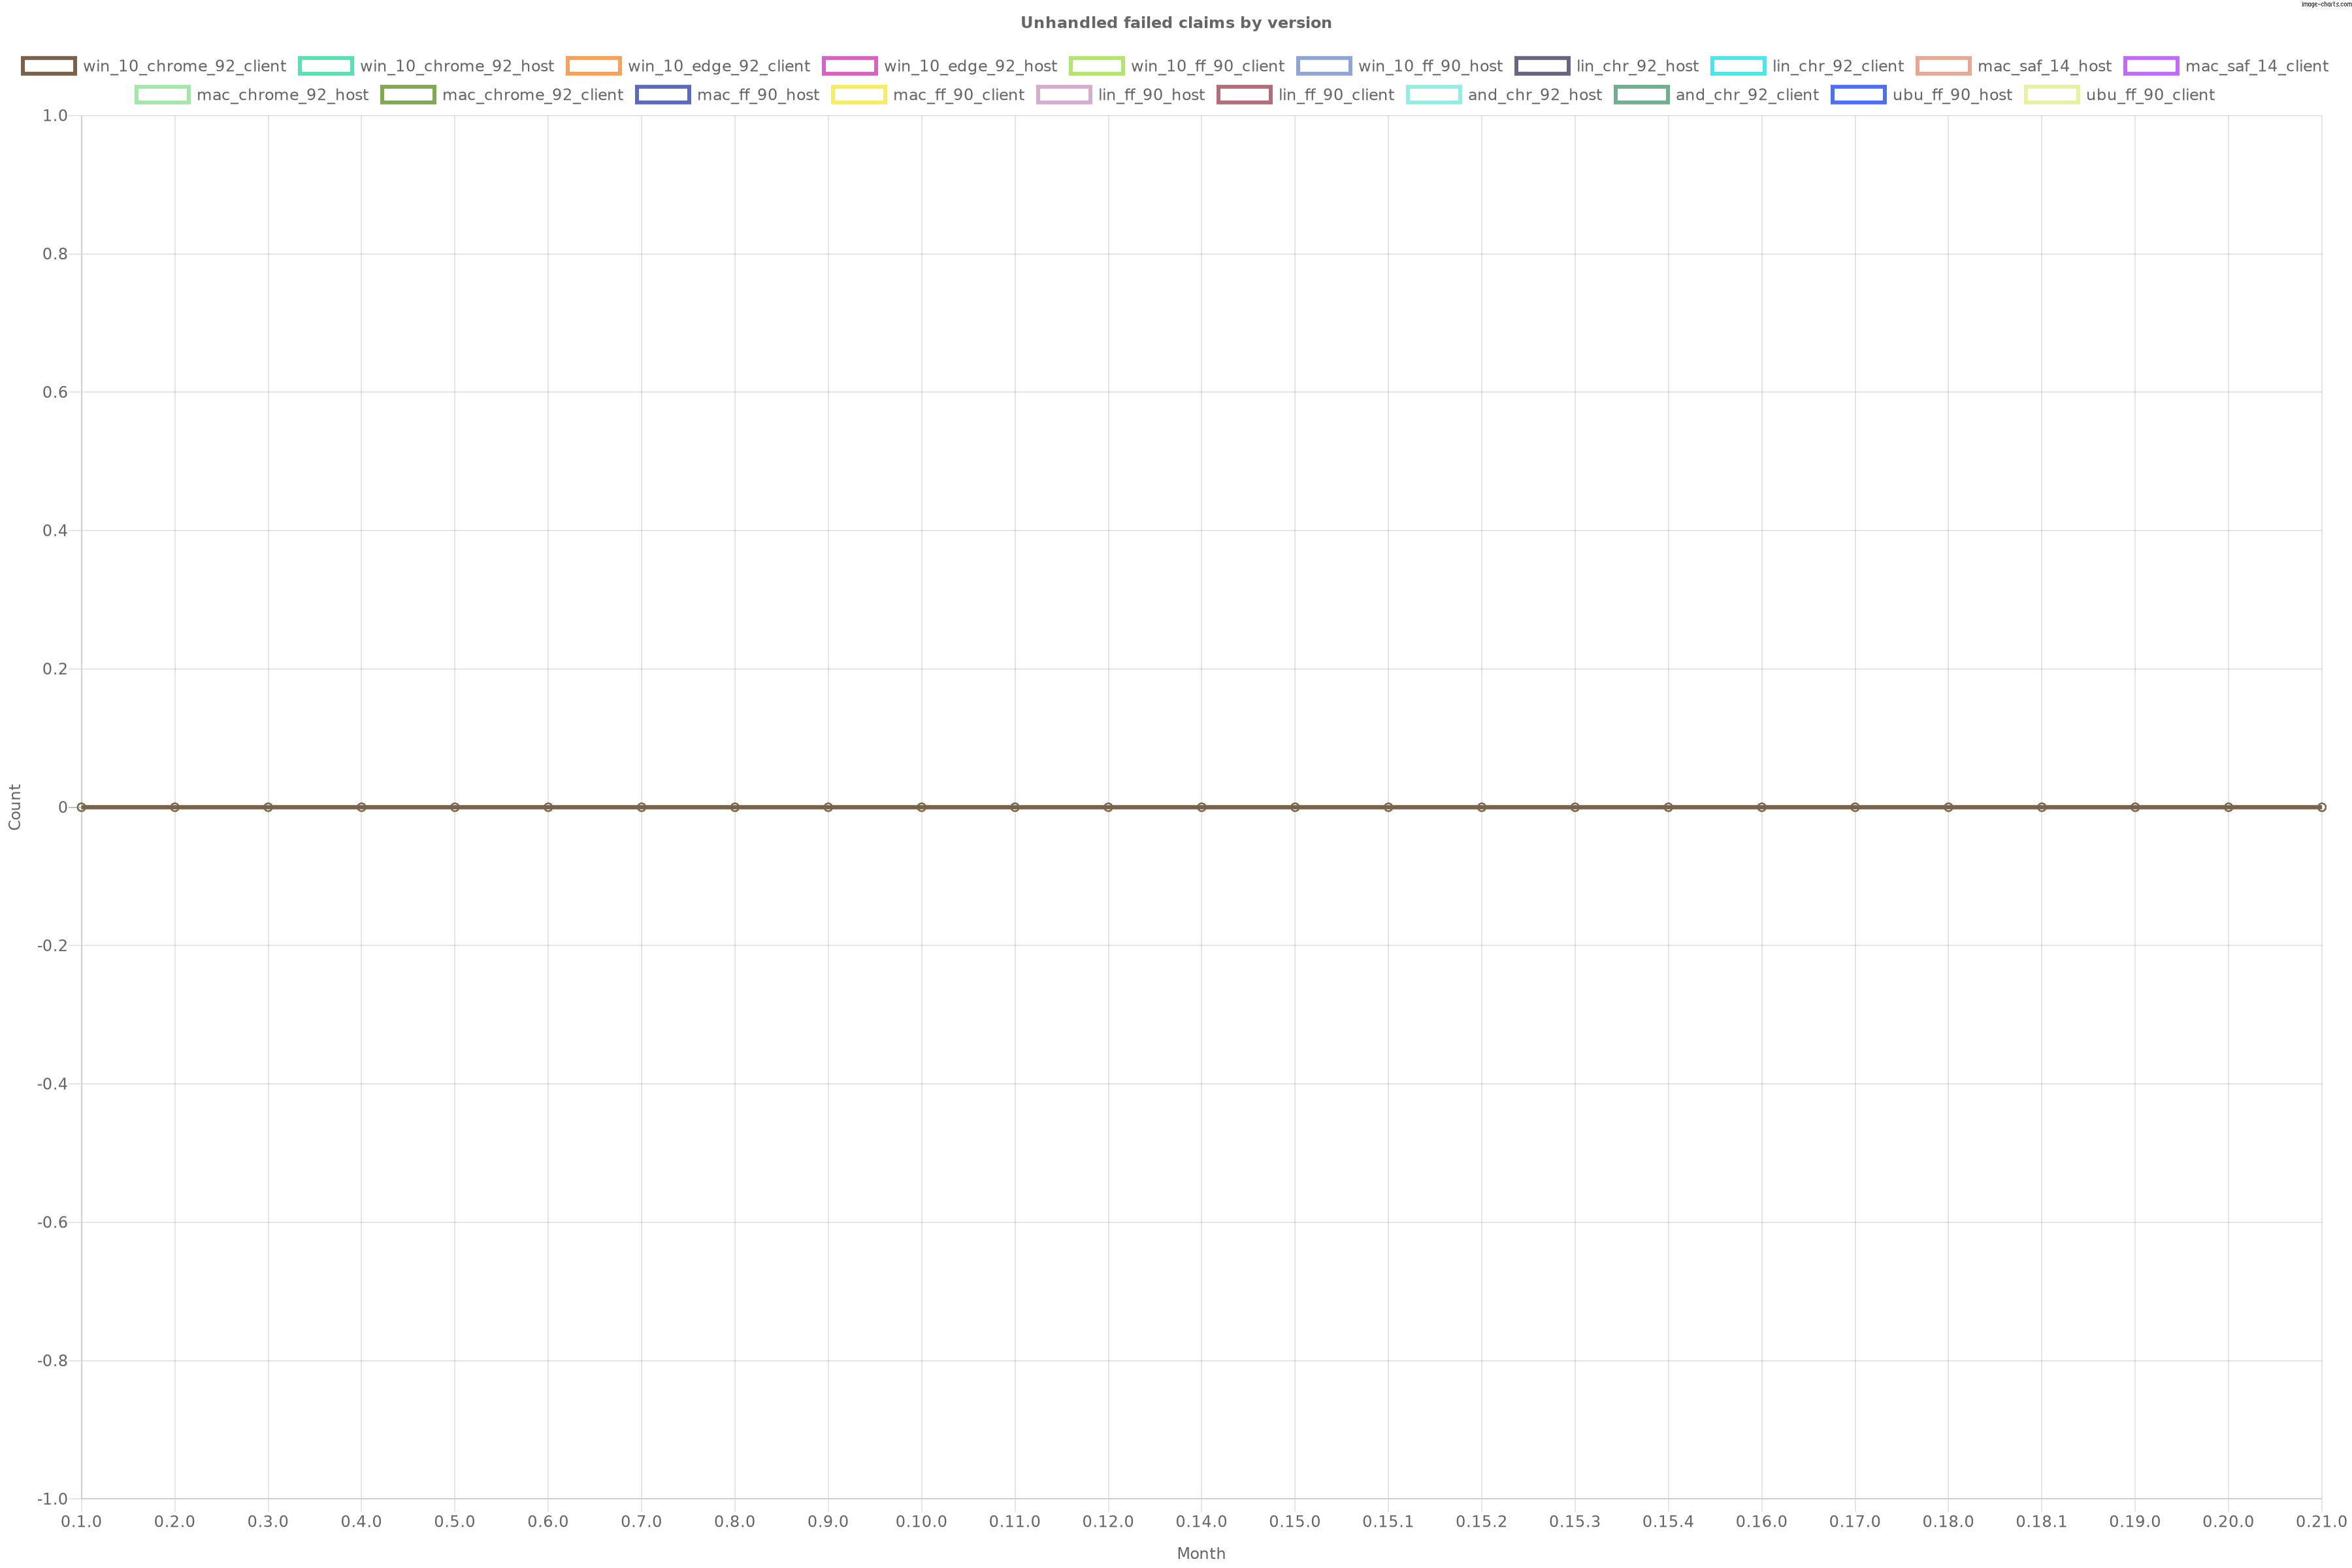 image-charts.com
Unhandled failed claims by version
win_10_chrome_92_client win_10_chrome_92_host win_10_edge_92_client win_10_edge_92_host win_10_ff_90_client win_10_ff_90_host lin_chr_92_host lin_chr_92_client mac_saf_14_host mac_saf_14_client
mac_chrome_92_host mac_chrome_92_client mac_ff_90_host mac_ff_90_client lin_ff_90_host lin_ff_90_client and_chr_92_host and_chr_92_client ubu_ff_90_host ubu_ff_90_client
1.0
0.8
0.6
0.4
0.2
0
-0.2
-0.4
-0.6
-0.8
-1.0
Count
0.1.0 0.2.0 0.3.0 0.4.0 0.5.0 0.6.0 0.7.0 0.8.0 0.9.0 0.10.0 0.11.0 0.12.0 0.14.0 0.15.0 0.15.1 0.15.2 0.15.3 0.15.4 0.16.0 0.17.0 0.18.0 0.18.1 0.19.0 0.20.0 0.21.0
Month